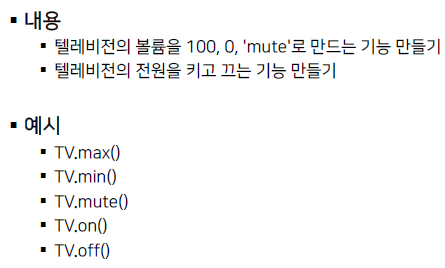 ▪ 내용
▪ 텔레비전의 볼륨을 100, 0, 'mute'로 만드는 기능 만들기
▪ 텔레비전의 전원을 키고 끄는 기능 만들기
▪ 예시
▪ TV.max()
▪ TV.min()
▪ TV.mute()
▪ TV.on()
▪ TV.off()